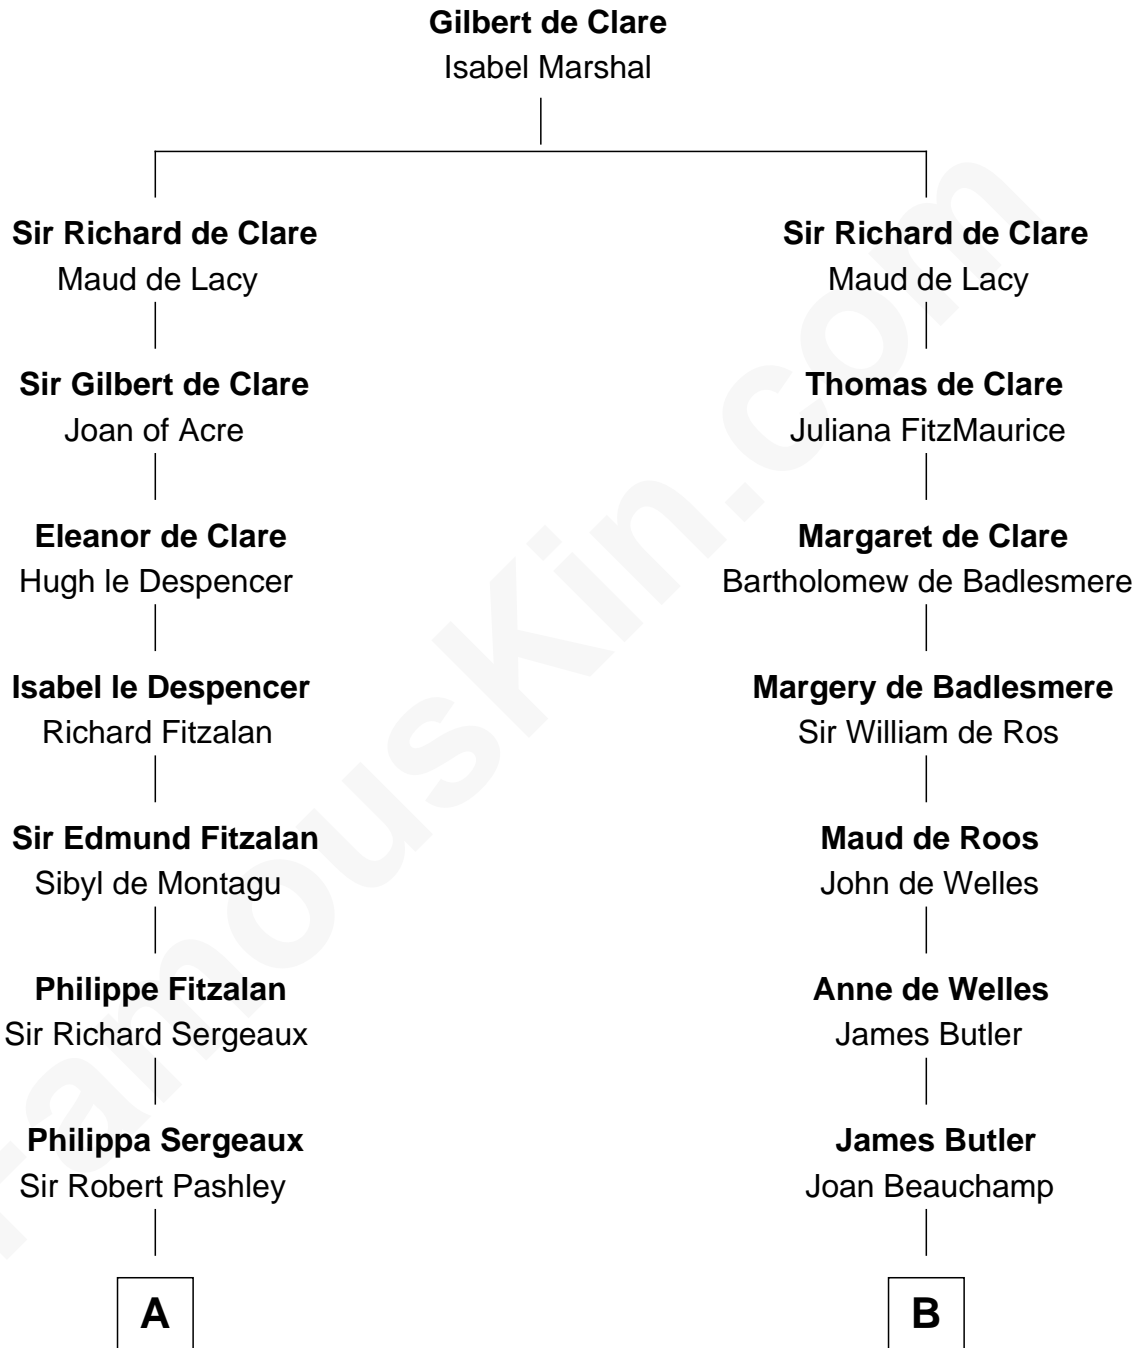 Gilbert de Clare
Isabel Marshal
Sir Richard de Clare
Maud de Lacy
Sir Gilbert de Clare
Joan of Acre
Eleanor de Clare
Hugh le Despencer
Isabel le Despencer
Richard Fitzalan
Sir Edmund Fitzalan
Sibyl de Montagu
Philippe Fitzalan
Sir Richard Sergeaux
Philippa Sergeaux
Sir Robert Pashley
A
Sir Richard de Clare
Maud de Lacy
Thomas de Clare
Juliana FitzMaurice
Margaret de Clare
Bartholomew de Badlesmere
Margery de Badlesmere
Sir William de Ros
Maud de Roos
John de Welles
Anne de Welles
James Butler
James Butler
Joan Beauchamp
B
FamousKin.com